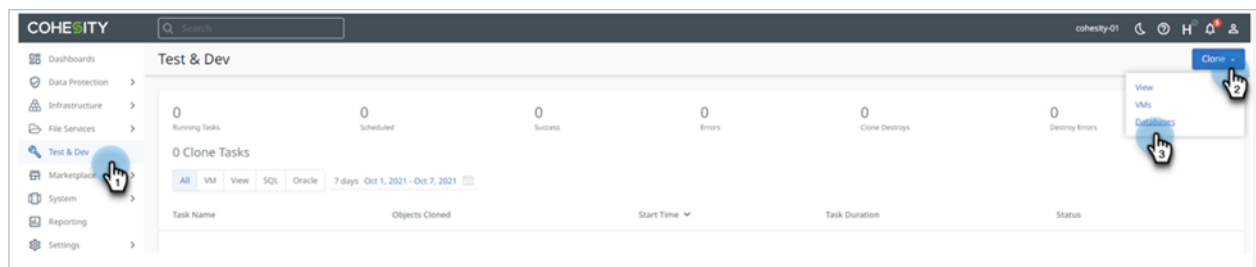 COHESITY
Search
cohesity-01
H
5
Dashboards
Data Protection
Infrastructure
File Services
Test & Dev
Marketplace
System
Reporting
Settings
Test & Dev
Clone
View
VMs
Databases
1
2
3
0
Running Tasks
0
Scheduled
0
Success
0
Errors
0
Clone Destroys
0
Destroy Errors
0 Clone Tasks
All VM View SQL Oracle 7 days Oct 1, 2021 - Oct 7, 2021
Task Name Objects Cloned Start Time Task Duration Status